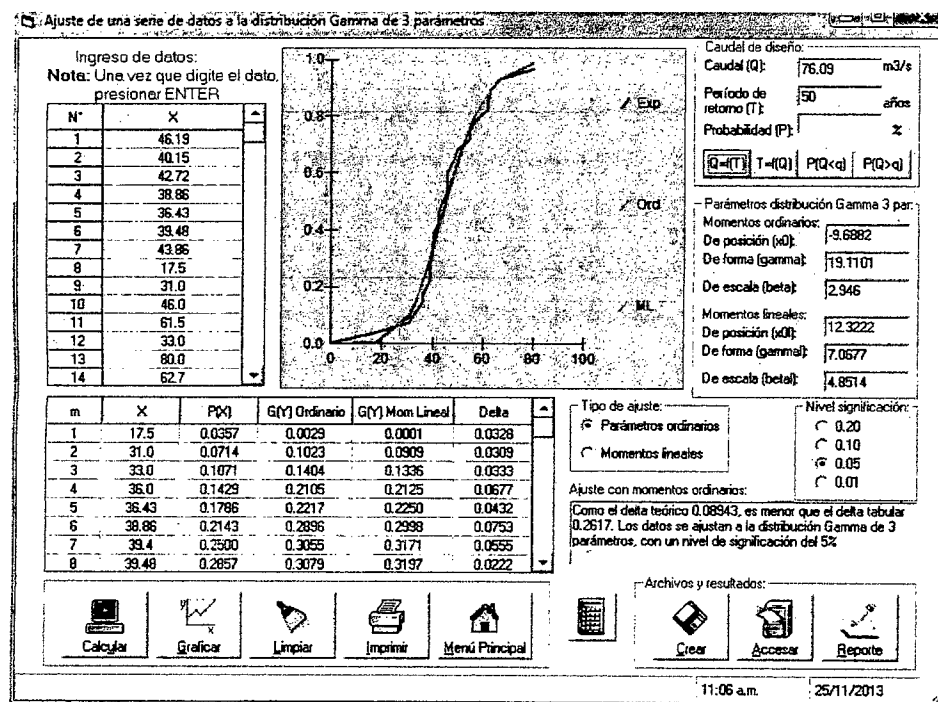 Ajuste de una serie de datos a la distribución Gamma de 3 parámetros
Ingreso de datos:
Nota: Una vez que digite el dato, presionar ENTER
N° X
1 46.19
2 40.15
3 42.72
4 38.86
5 36.43
6 39.48
7 43.86
8 17.5
9 31.0
10 46.0
11 61.5
12 33.0
13 80.0
14 62.7
1.0
0.8
0.6
0.4
0.2
0.0
0 20 40 60 80 100
Exp
Ord
ML
Caudal de diseño:
Caudal (Q): 76.09 m3/s
Período de retorno (T): 50 años
Probabilidad (P): %
Q=f(T) T=f(Q) P(Q<q) P(Q>q)
Parámetros distribución Gamma 3 par:
Momentos ordinarios:
De posición (x0): -9.6882
De forma (gamma): 19.1101
De escala (beta): 2.946
Momentos lineales:
De posición (x0l): 12.3222
De forma (gammal): 7.0677
De escala (betal): 4.8514
m X P(X) G(Y) Ordinario G(Y) Mom Lineal Delta
1 17.5 0.0357 0.0029 0.0001 0.0328
2 31.0 0.0714 0.1023 0.0909 0.0309
3 33.0 0.1071 0.1404 0.1336 0.0333
4 36.0 0.1429 0.2105 0.2125 0.0677
5 36.43 0.1786 0.2217 0.2250 0.0432
6 38.86 0.2143 0.2896 0.2998 0.0753
7 39.4 0.2500 0.3055 0.3171 0.0555
8 39.48 0.2857 0.3079 0.3197 0.0222
Tipo de ajuste:
Parámetros ordinarios
Momentos lineales
Nivel significación:
0.20
0.10
0.05
0.01
Ajuste con momentos ordinarios:
Como el delta teórico 0.08943, es menor que el delta tabular
0.2617. Los datos se ajustan a la distribución Gamma de 3
parámetros, con un nivel de significación del 5%
Calcular Graficar Limpiar Imprimir Menú Principal
Archivos y resultados:
Crear Accesar Reporte
11:06 a.m. 25/11/2013